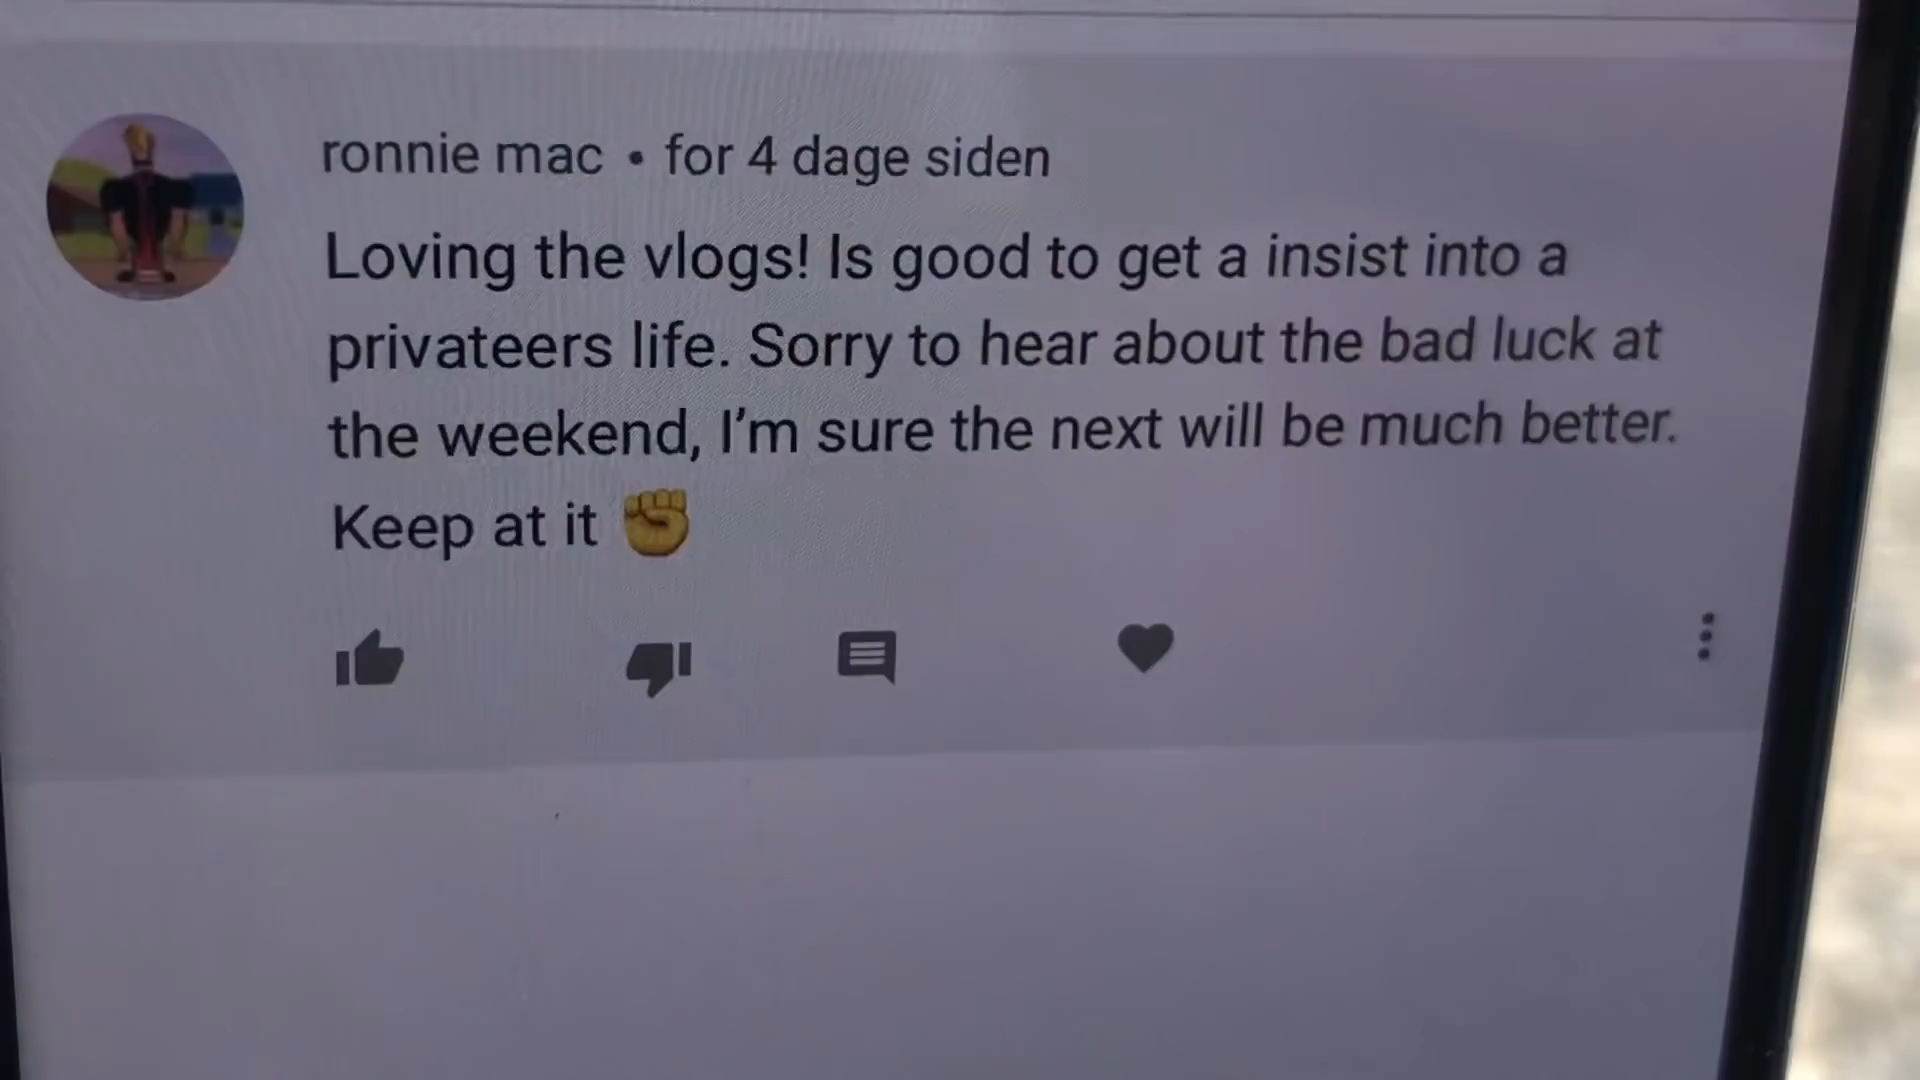 ronnie mac • for 4 dage siden
Loving the vlogs! Is good to get a insist into a
privateers life. Sorry to hear about the bad luck at
the weekend, I'm sure the next will be much better.
Keep at it ✊